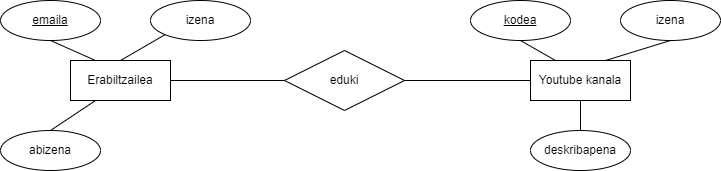 emaila
izena
kodea
izena
Erabiltzailea
eduki
Youtube kanala
abizena
deskribapena